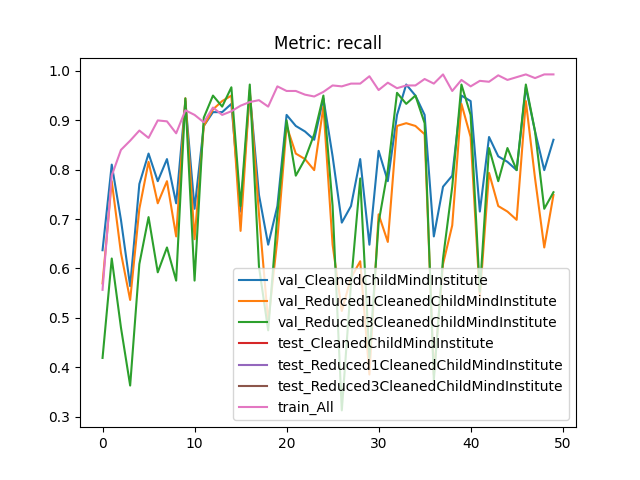 Metric: recall
1.0
0.9
0.8
0.7
0.6
0.5
0.4
0.3
val_CleanedChildMindInstitute
val_Reduced1CleanedChildMindInstitute
val_Reduced3CleanedChildMindInstitute
test_CleanedChildMindInstitute
test_Reduced1CleanedChildMindInstitute
test_Reduced3CleanedChildMindInstitute
train_All
0 10 20 30 40 50